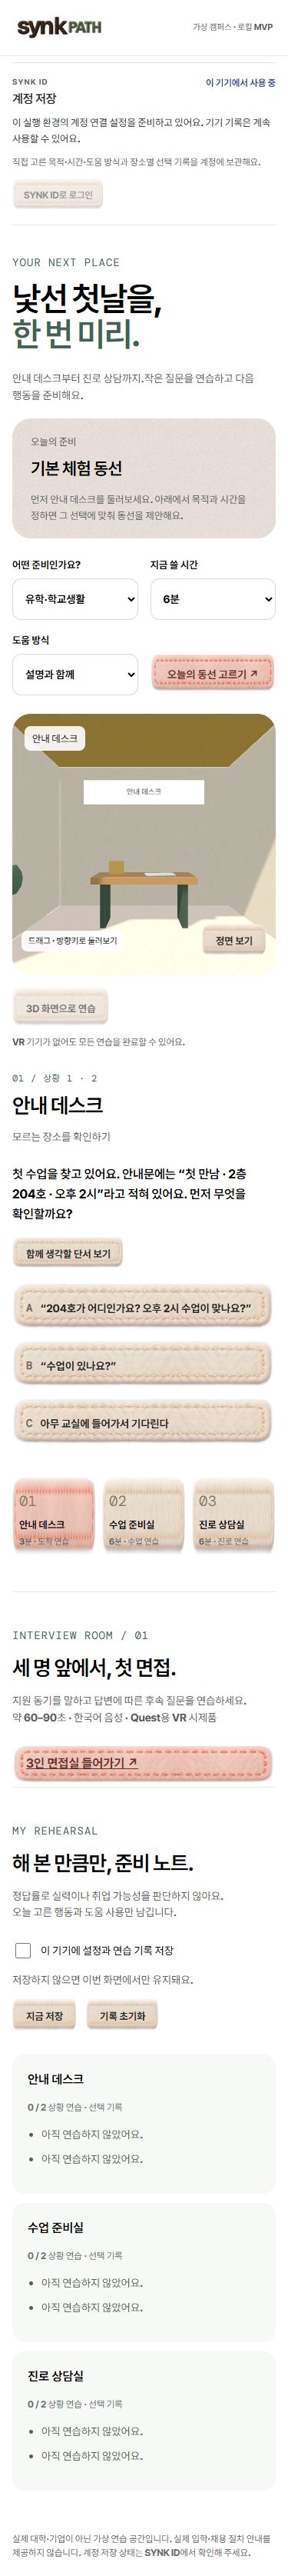 synk PATH
가상 캠퍼스 · 로컬 MVP
SYNK ID
이 기기에서 사용 중
계정 저장
이 실행 환경의 계정 연결 설정을 준비하고 있어요. 기기 기록은 계속
사용할 수 있어요.
직접 고른 목적·시간·도움 방식과 장소별 선택 기록을 계정에 보관해요.
SYNK ID로 로그인
YOUR NEXT PLACE
낯선 첫날을,
한 번 미리.
안내 데스크부터 진로 상담까지.작은 질문을 연습하고 다음
행동을 준비해요.
오늘의 준비
기본 체험 동선
먼저 안내 데스크를 둘러보세요. 아래에서 목적과 시간을
정하면 그 선택에 맞춰 동선을 제안해요.
어떤 준비인가요?
지금 쓸 시간
유학·학교생활
6분
도움 방식
설명과 함께
오늘의 동선 고르기 ↗
안내 데스크
안내 데스크
드래그 · 방향키로 둘러보기
정면 보기
3D 화면으로 연습
VR 기기가 없어도 모든 연습을 완료할 수 있어요.
01 / 상황 1 · 2
안내 데스크
모르는 장소를 확인하기
첫 수업을 찾고 있어요. 안내문에는 “첫 만남 · 2층
204호 · 오후 2시”라고 적혀 있어요. 먼저 무엇을
확인할까요?
함께 생각할 단서 보기
A “204호가 어디인가요? 오후 2시 수업이 맞나요?”
B “수업이 있나요?”
C 아무 교실에 들어가서 기다린다
01
안내 데스크
3분 · 도착 연습
02
수업 준비실
6분 · 수업 연습
03
진로 상담실
6분 · 진로 연습
INTERVIEW ROOM / 01
세 명 앞에서, 첫 면접.
지원 동기를 말하고 답변에 따른 후속 질문을 연습하세요.
약 60–90초 · 한국어 음성 · Quest용 VR 시제품
3인 면접실 들어가기 ↗
MY REHEARSAL
해 본 만큼만, 준비 노트.
정답률로 실력이나 취업 가능성을 판단하지 않아요.
오늘 고른 행동과 도움 사용만 남깁니다.
이 기기에 설정과 연습 기록 저장
저장하지 않으면 이번 화면에서만 유지돼요.
지금 저장
기록 초기화
안내 데스크
0 / 2 상황 연습 · 선택 기록
• 아직 연습하지 않았어요.
• 아직 연습하지 않았어요.
수업 준비실
0 / 2 상황 연습 · 선택 기록
• 아직 연습하지 않았어요.
• 아직 연습하지 않았어요.
진로 상담실
0 / 2 상황 연습 · 선택 기록
• 아직 연습하지 않았어요.
• 아직 연습하지 않았어요.
실제 대학·기업이 아닌 가상 연습 공간입니다. 실제 입학·채용 절차 안내를
제공하지 않습니다. 계정 저장 상태는 SYNK ID에서 확인해 주세요.